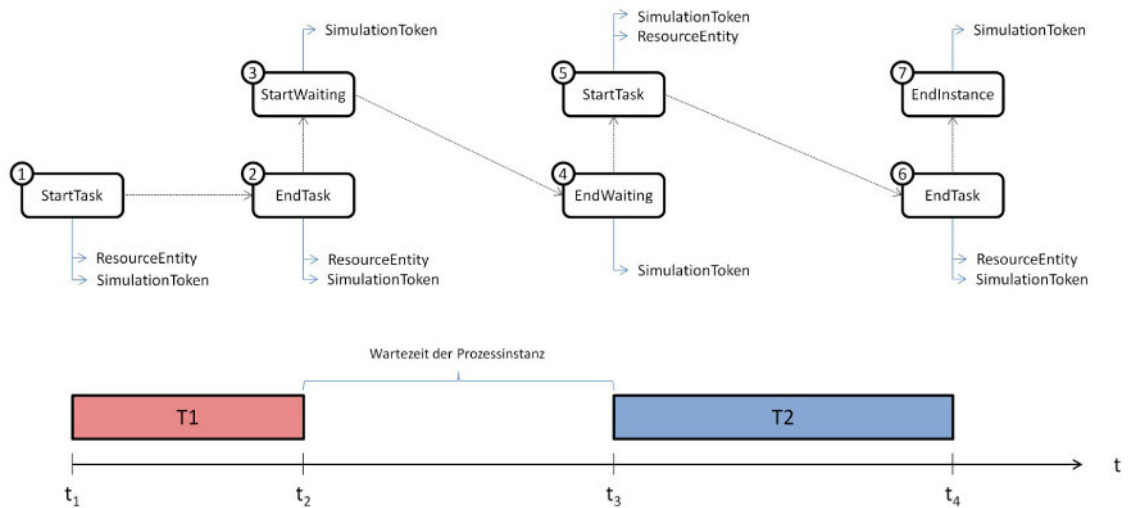 SimulationToken
SimulationToken
ResourceEntity
SimulationToken
3
StartWaiting
5
StartTask
7
EndInstance
1
StartTask
2
EndTask
4
EndWaiting
6
EndTask
ResourceEntity
SimulationToken
ResourceEntity
SimulationToken
SimulationToken
ResourceEntity
SimulationToken
Wartezeit der Prozessinstanz
T1
T2
t
t₁
t₂
t₃
t₄